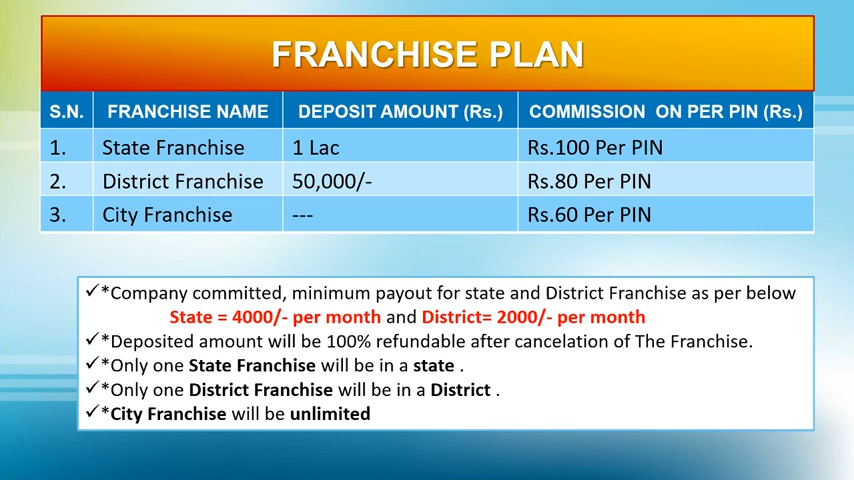 FRANCHISE PLAN
S.N. FRANCHISE NAME DEPOSIT AMOUNT (Rs.) COMMISSION ON PER PIN (Rs.)
1. State Franchise 1 Lac Rs.100 Per PIN
2. District Franchise 50,000/- Rs.80 Per PIN
3. City Franchise --- Rs.60 Per PIN
✓*Company committed, minimum payout for state and District Franchise as per below
State = 4000/- per month and District= 2000/- per month
✓*Deposited amount will be 100% refundable after cancelation of The Franchise.
✓*Only one State Franchise will be in a state .
✓*Only one District Franchise will be in a District .
✓*City Franchise will be unlimited